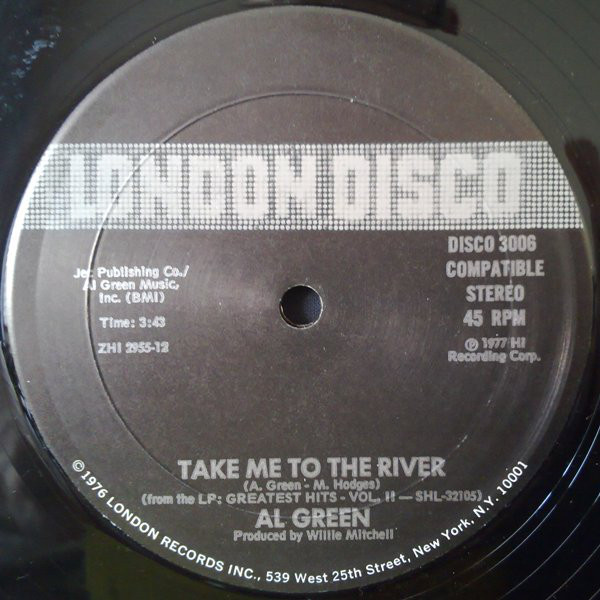 LONDON DISCO
DISCO 3006
COMPATIBLE
STEREO
45 RPM
℗ 1977 HI
Recording Corp.
Jec Publishing Co./
Al Green Music,
Inc. (BMI)
Time: 3:43
ZHI 2955-12
TAKE ME TO THE RIVER
(A. Green - M. Hodges)
(from the LP: GREATEST HITS - VOL. II — SHL-32105)
AL GREEN
Produced by Willie Mitchell
©1976 LONDON RECORDS INC., 539 West 25th Street, New York, N.Y. 10001